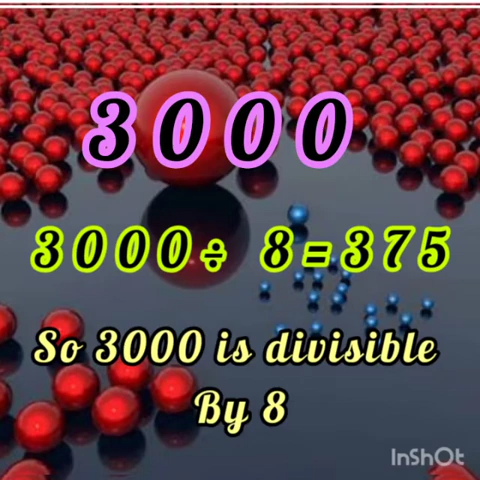 3000
3000÷ 8=375
So 3000 is divisible
By 8
InShOt